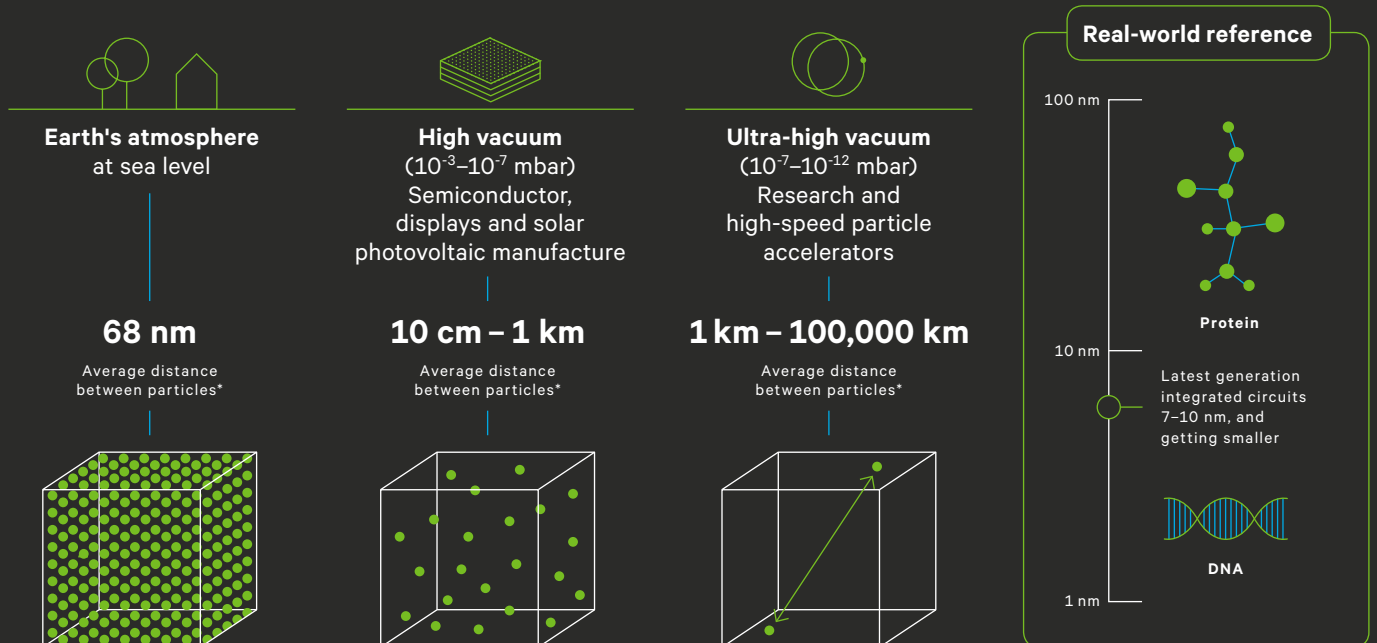 Earth's atmosphere
at sea level
68 nm
Average distance
between particles*
High vacuum
(10⁻³–10⁻⁷ mbar)
Semiconductor,
displays and solar
photovoltaic manufacture
10 cm – 1 km
Average distance
between particles*
Ultra-high vacuum
(10⁻⁷–10⁻¹² mbar)
Research and
high-speed particle
accelerators
1 km – 100,000 km
Average distance
between particles*
Real-world reference
100 nm
Protein
10 nm
Latest generation
integrated circuits
7–10 nm, and
getting smaller
DNA
1 nm